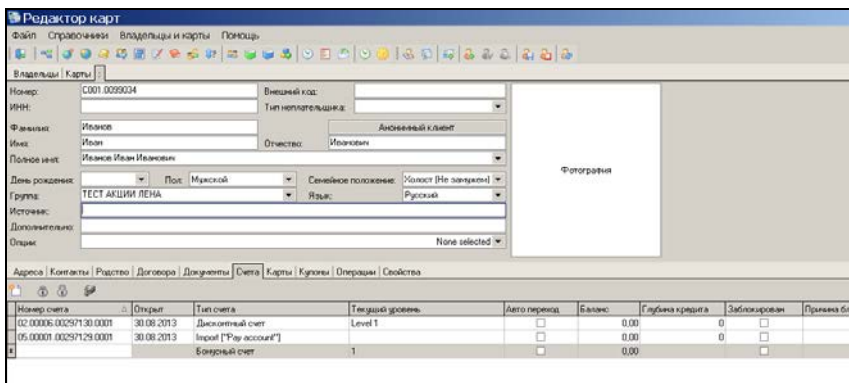 Редактор карт
Файл Справочники Владельцы и карты Помощь
Владельцы Карты
Номер: C001.0099034 Внешний код:
ИНН: Тип неплательщика:
Фамилия: Иванов Анонимный клиент
Имя: Иван Отчество: Иванович
Полное имя: Иванов Иван Иванович
Фотография
День рождения: Пол: Мужской Семейное положение: Холост (Не замужем)
Группа: ТЕСТ АКЦИИ ЛЕНА Язык: Русский
Источник:
Дополнительно:
Опции: None selected
Адреса Контакты Родство Договора Документы Счета Карты Купоны Операции Свойства
Номер счета Открыт Тип счета Текущий уровень Авто переход Баланс Глубина кредита Заблокирован Причина б
02.00006.00297130.0001 30.08.2013 Дисконтный счет Level 1 0,00 0
05.00001.00297129.0001 30.08.2013 Import ["Pay account"] 0,00 0
Бонусный счет 1 0,00